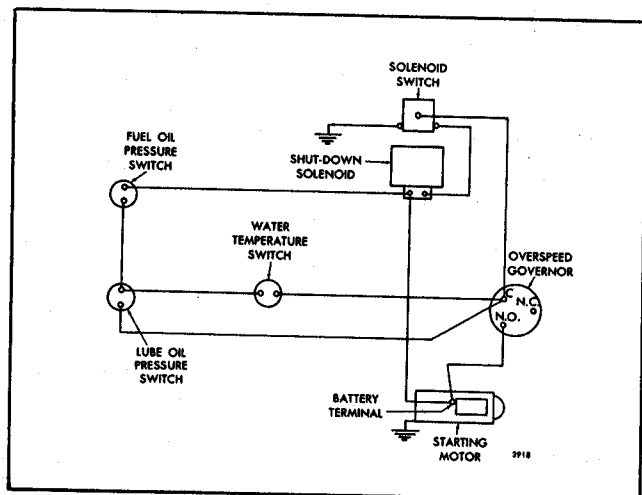 SOLENOID
SWITCH
FUEL OIL
PRESSURE
SWITCH
SHUT-DOWN
SOLENOID
WATER
TEMPERATURE
SWITCH
OVERSPEED
GOVERNOR
C
N.C.
N.O.
LUBE OIL
PRESSURE
SWITCH
BATTERY
TERMINAL
STARTING
MOTOR
3918